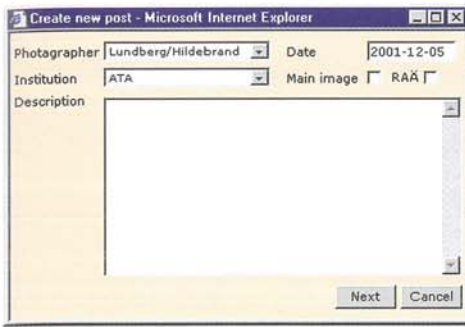 Create new post - Microsoft Internet Explorer
Photagrapher Lundberg/Hildebrand Date 2001-12-05
Institution ATA Main image RAÄ
Description
Next Cancel